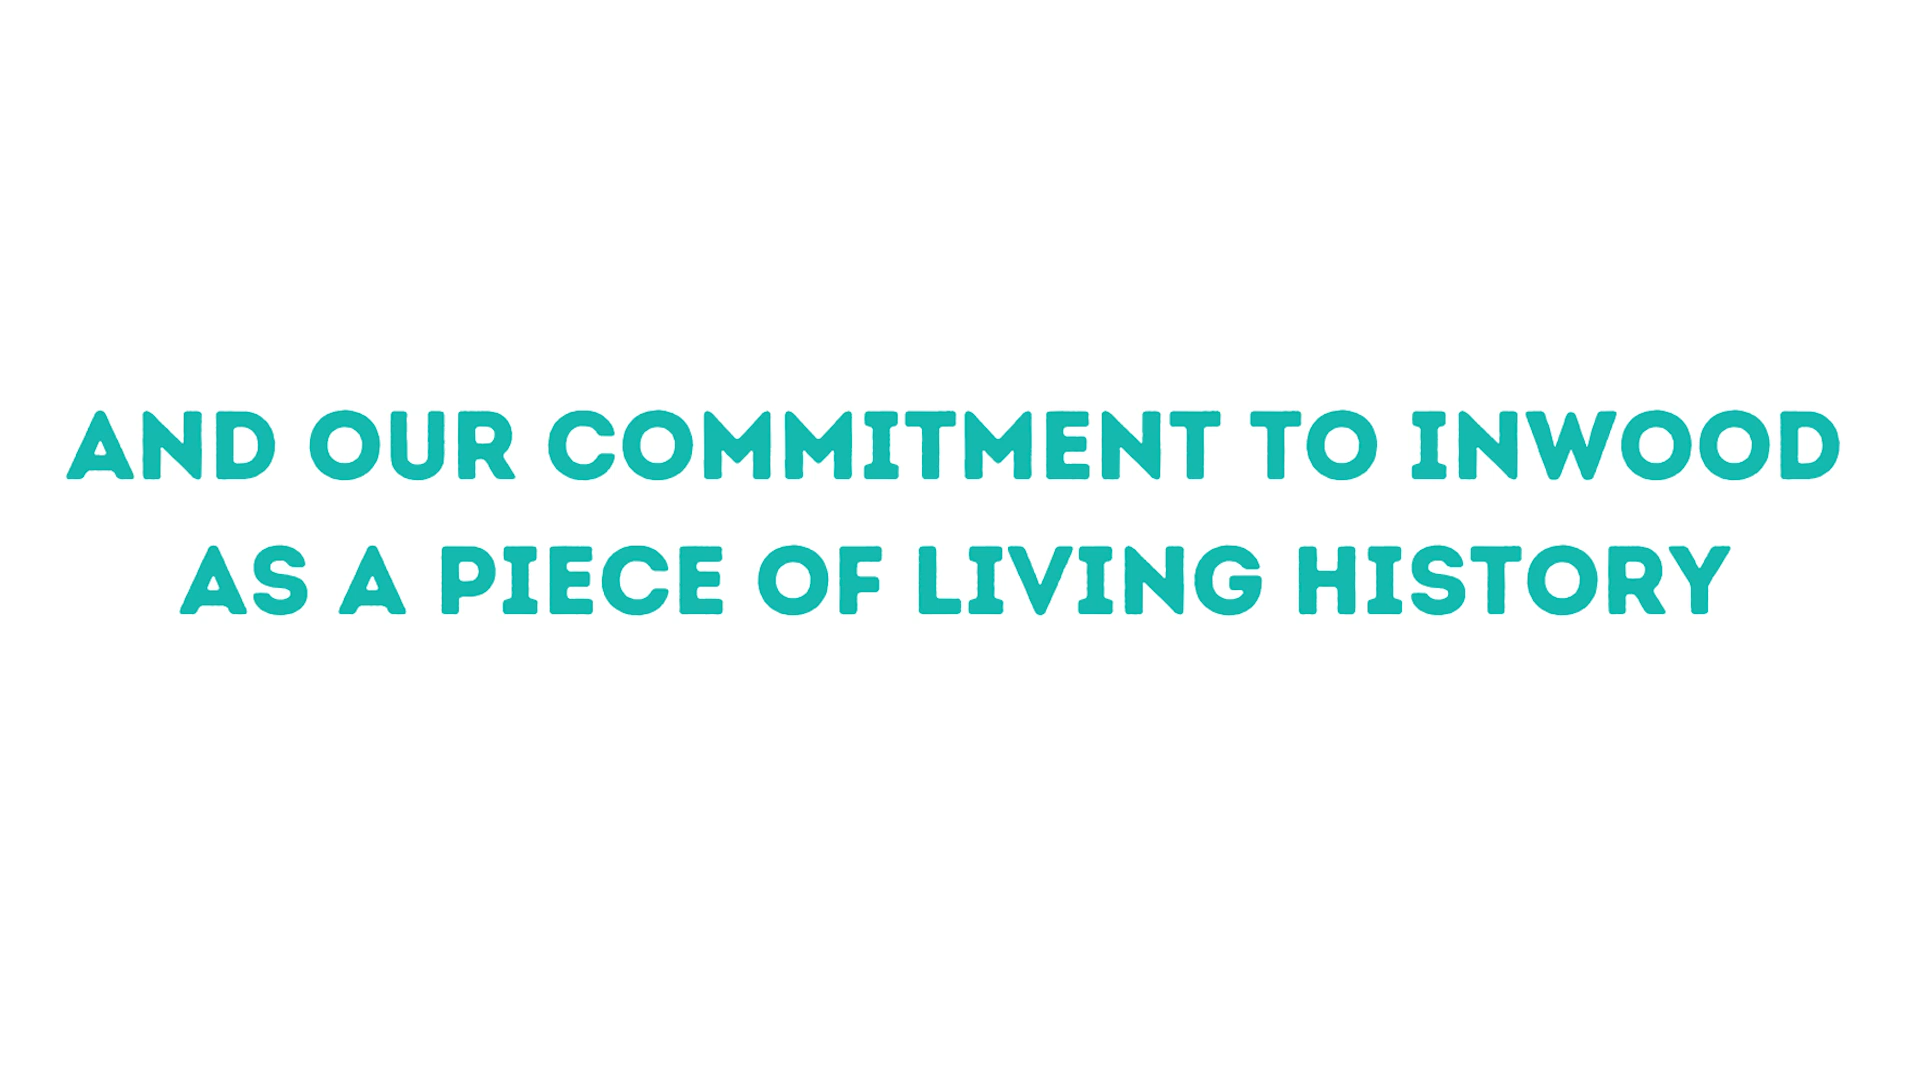 AND OUR COMMITMENT TO INWOOD
AS A PIECE OF LIVING HISTORY